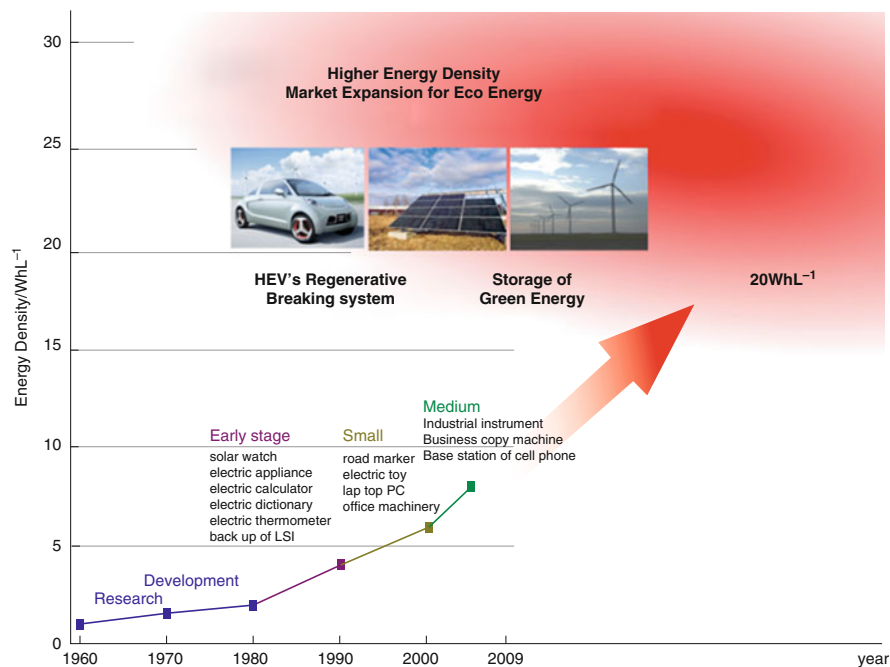 30
Higher Energy Density
Market Expansion for Eco Energy
25
20
HEV's Regenerative
Breaking system
Storage of
Green Energy
20WhL⁻¹
Energy Density/WhL⁻¹
15
Medium
Industrial instrument
Business copy machine
Base station of cell phone
Early stage
solar watch
electric appliance
electric calculator
electric dictionary
electric thermometer
back up of LSI
Small
road marker
electric toy
lap top PC
office machinery
10
5
Development
Research
0
1960 1970 1980 1990 2000 2009 year